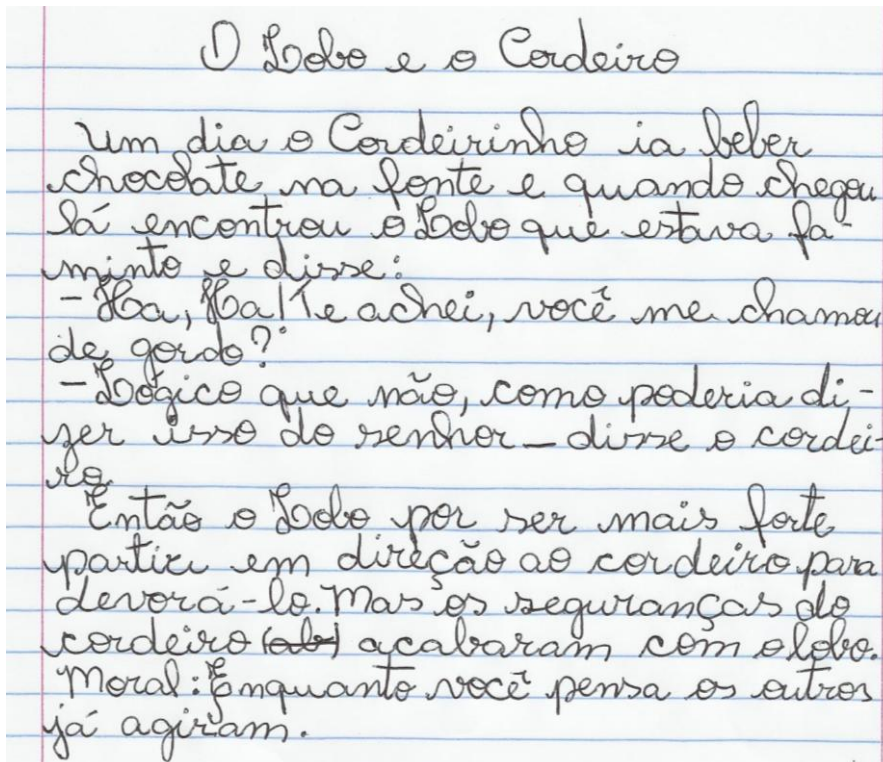 O Lobo e o Cordeiro
Um dia o Cordeirinho ia beber
chocolate na fonte e quando chegou
lá encontrou o Lobo que estava fa-
minto e disse:
- Ha, Ha! Te achei, você me chamou
de gordo?
- Lógico que não, como poderia di-
zer isso do senhor - disse o cordei-
ro.
Então o Lobo por ser mais forte
partiu em direção ao cordeiro para
devorá-lo. Mas os seguranças do
cordeiro (ab) acabaram com o lobo.
Moral: Enquanto você pensa os outros
já agiram.